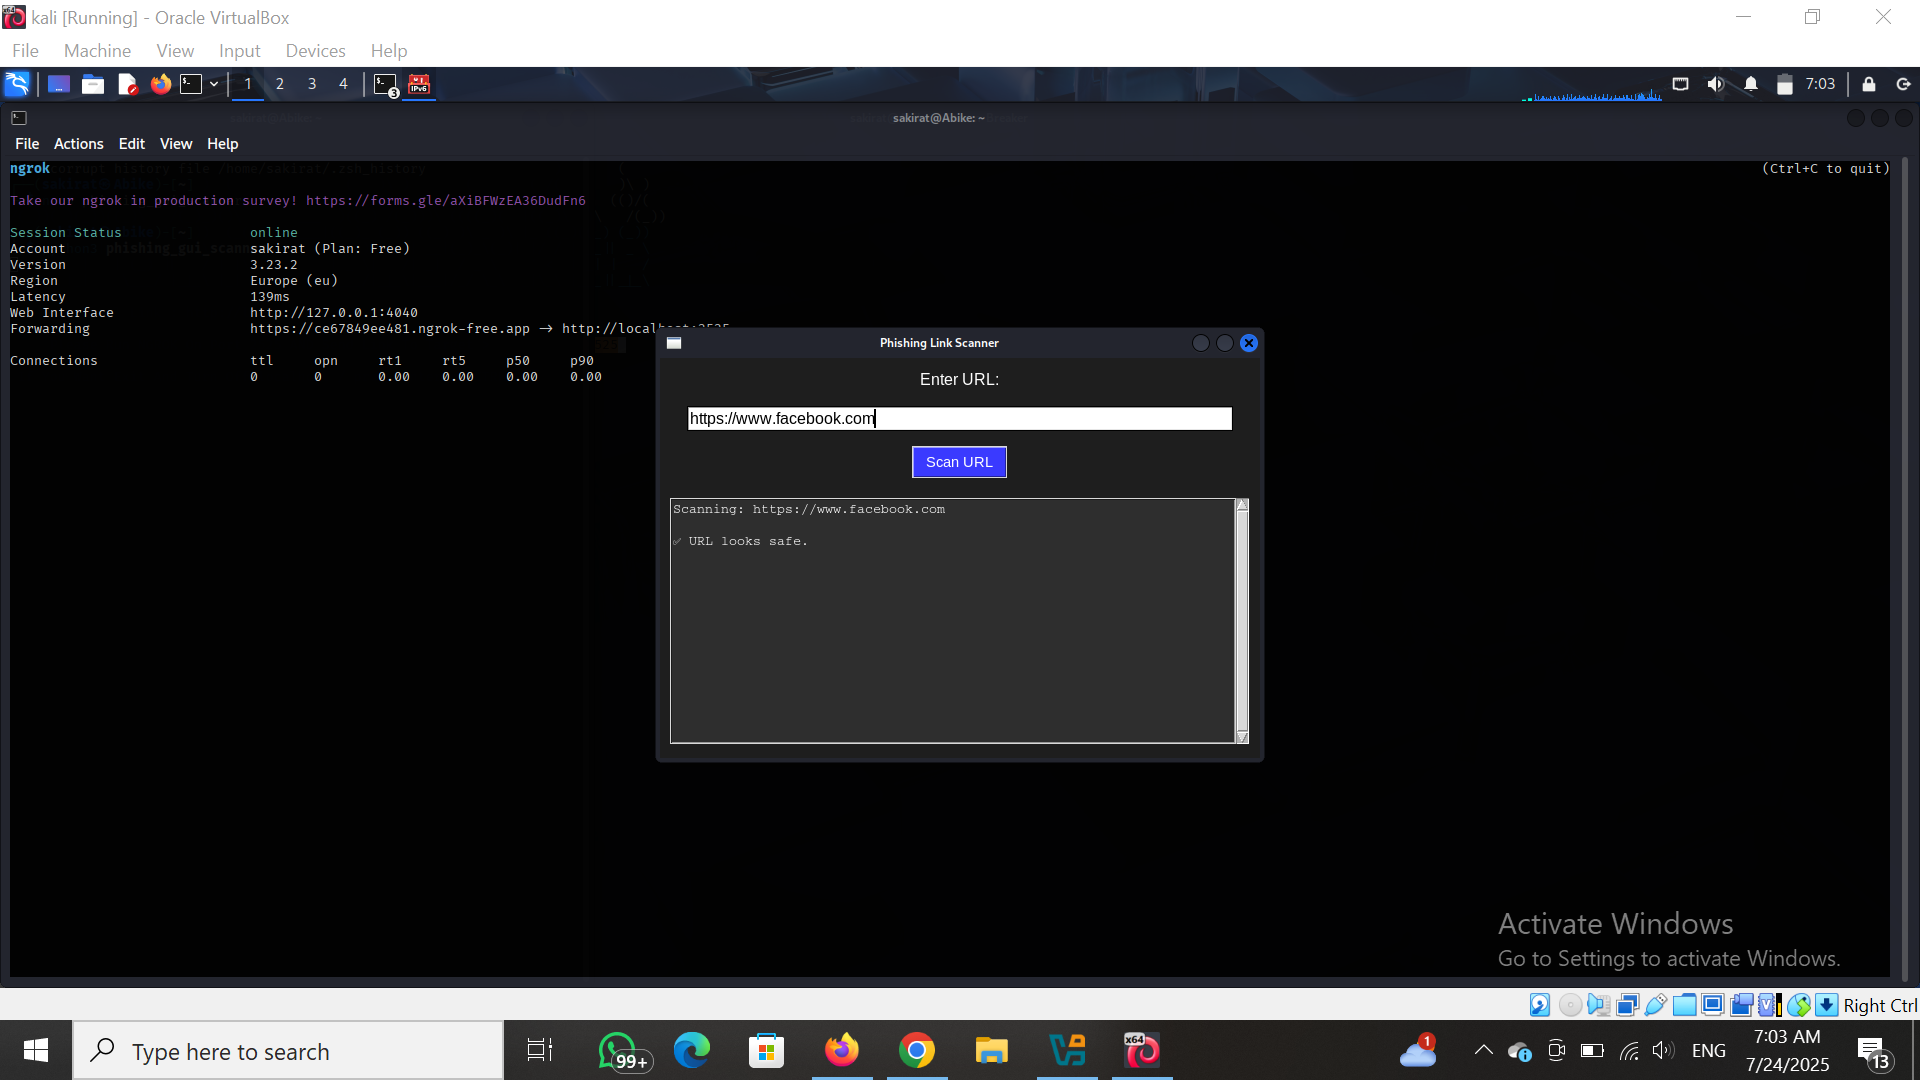 kali [Running] - Oracle VirtualBox
File Machine View Input Devices Help
1 2 3 4 3 IPv6 7:03
sakirat@Abike: ~
File Actions Edit View Help
ngrok (Ctrl+C to quit)
Take our ngrok in production survey! https://forms.gle/aXiBFWzEA36DudFn6
Session Status online
Account sakirat (Plan: Free)
Version 3.23.2
Region Europe (eu)
Latency 139ms
Web Interface http://127.0.0.1:4040
Forwarding https://ce67849ee481.ngrok-free.app → http://localhost:
Connections ttl opn rt1 rt5 p50 p90
0 0 0.00 0.00 0.00 0.00
Phishing Link Scanner
Enter URL:
https://www.facebook.com
Scan URL
Scanning: https://www.facebook.com
✓ URL looks safe.
Activate Windows
Go to Settings to activate Windows.
Right Ctrl
Type here to search
99+
x64
1
ENG
7:03 AM
7/24/2025
13